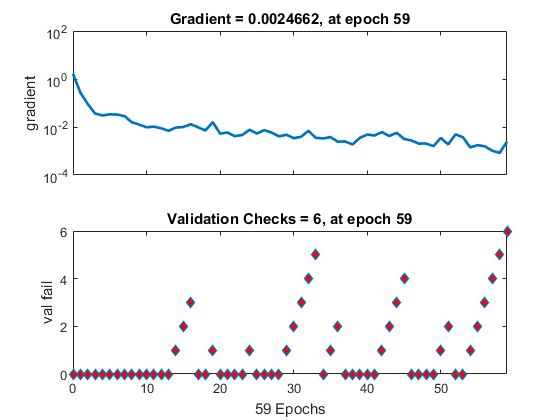 Gradient = 0.0024662, at epoch 59
10^2
10^0
10^-2
10^-4
gradient
Validation Checks = 6, at epoch 59
6
4
2
0
val fail
0 10 20 30 40 50
59 Epochs